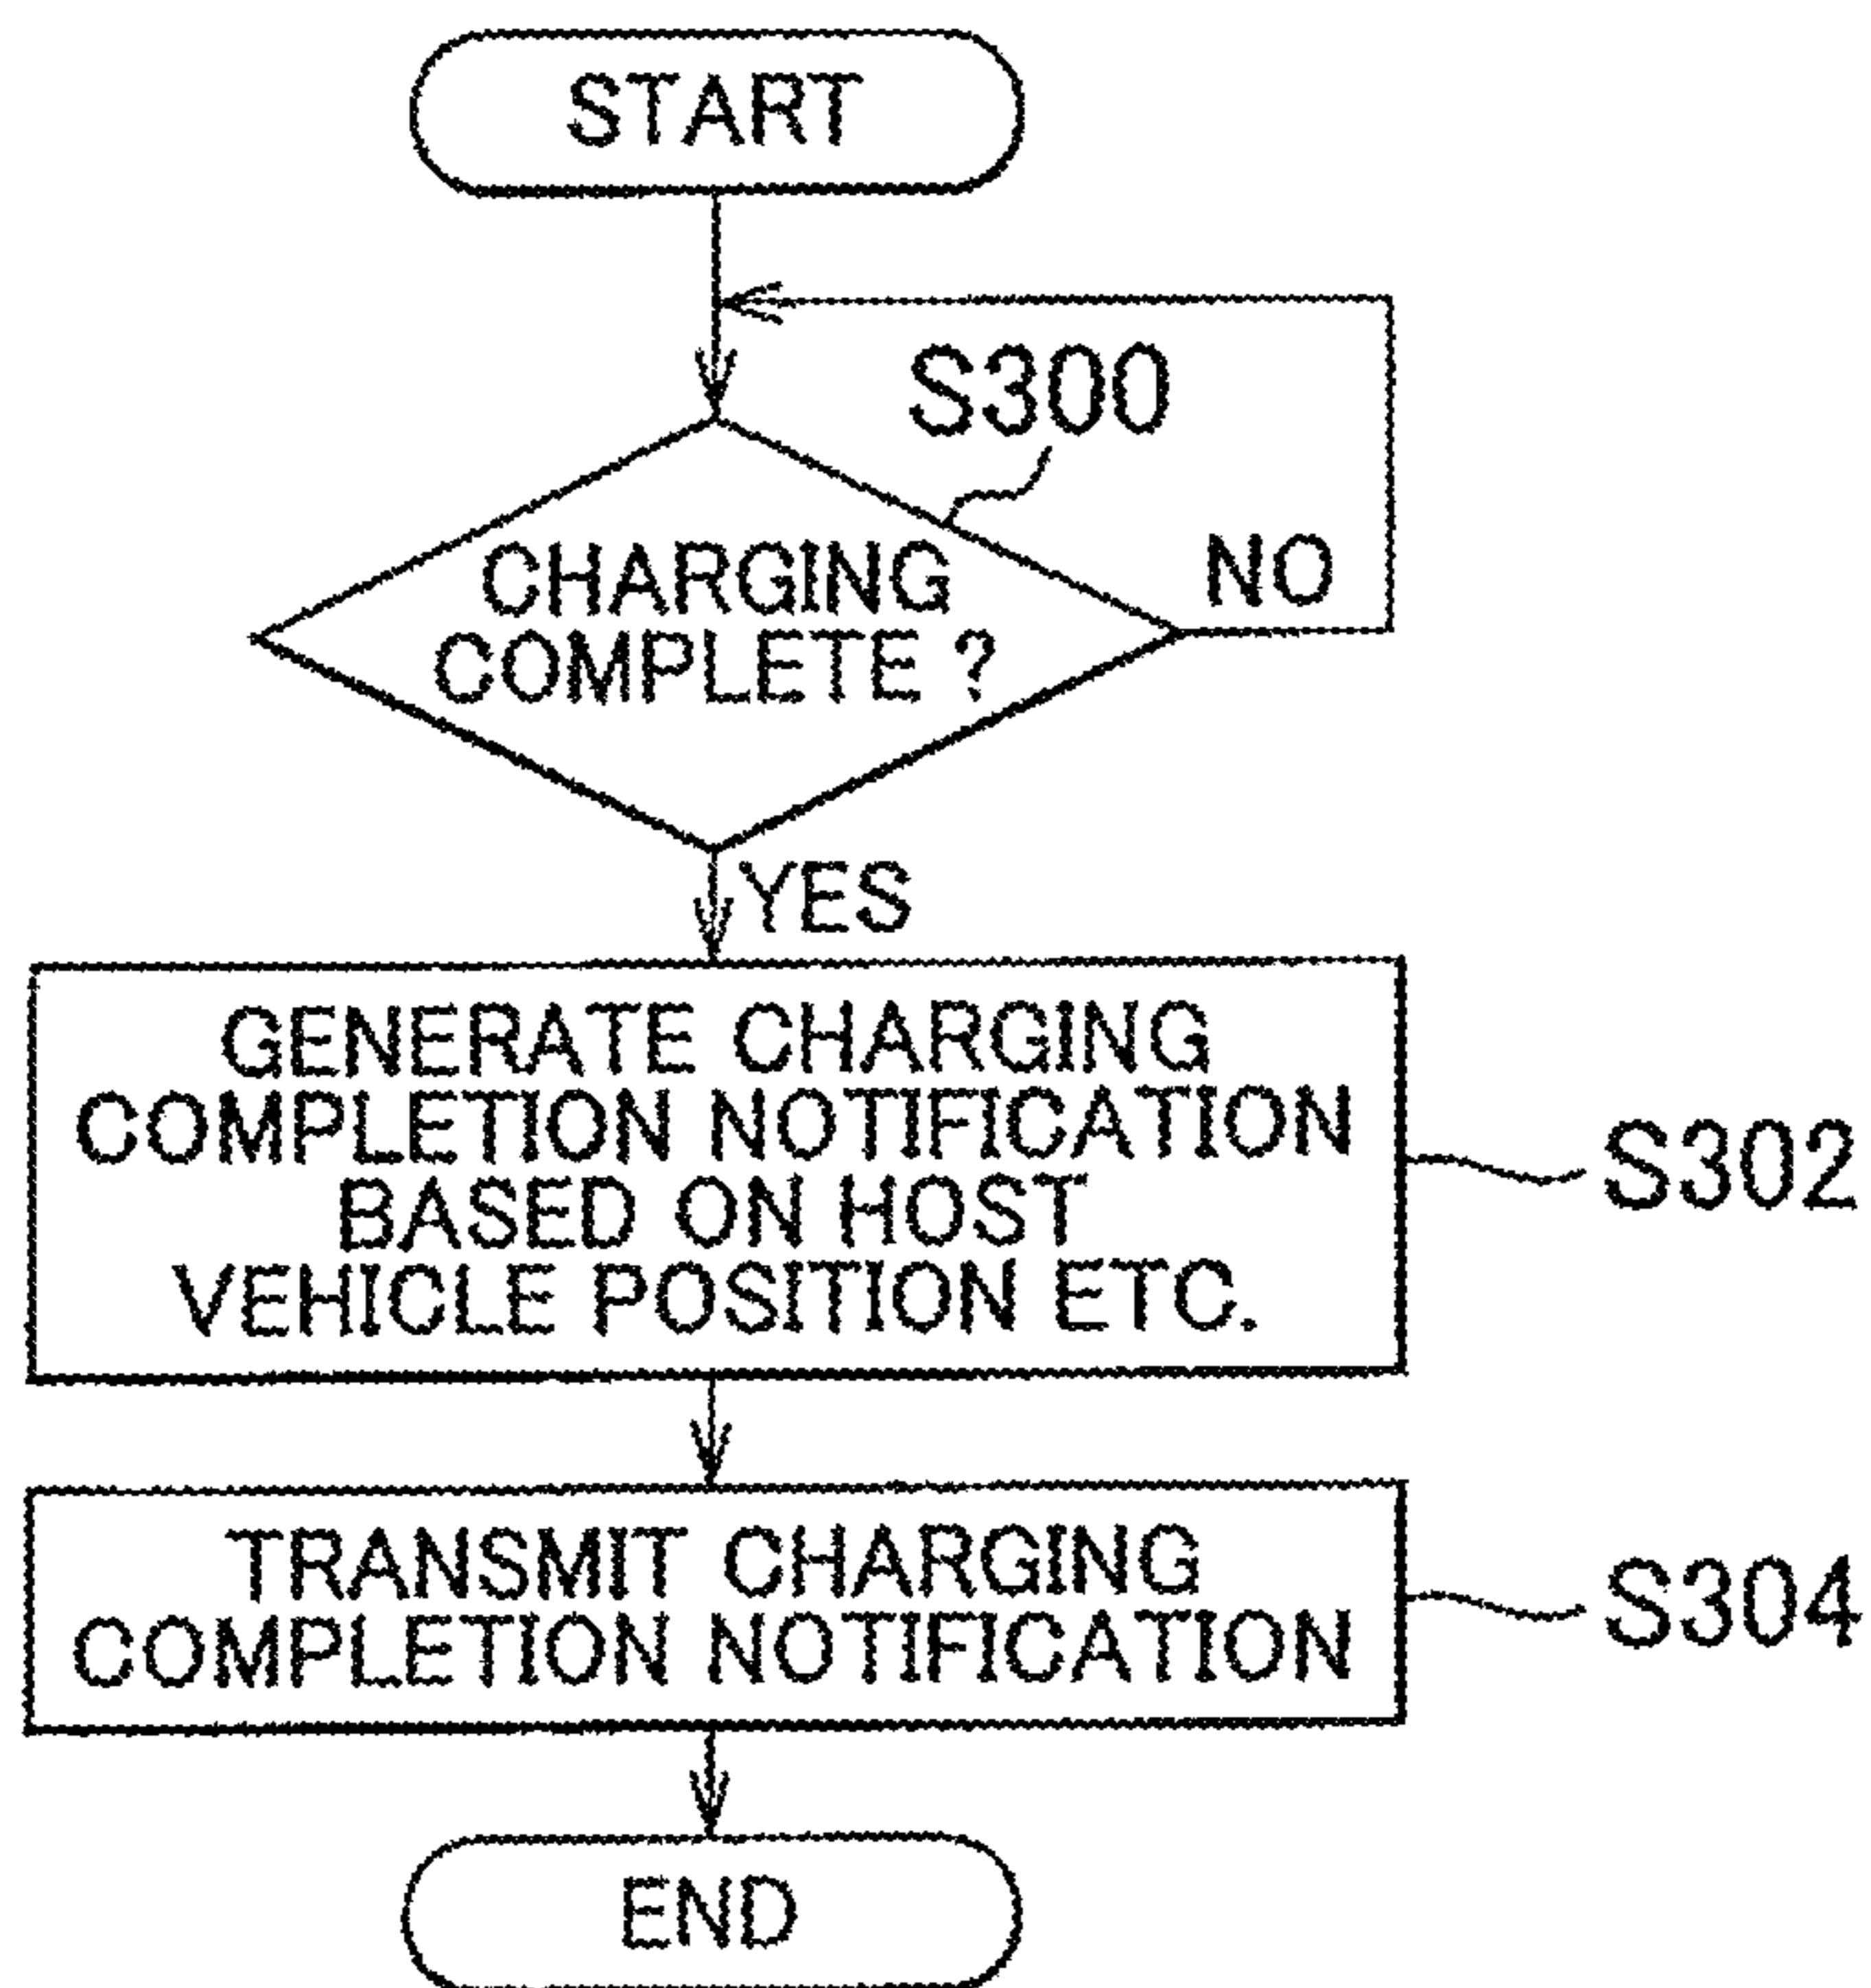 START
S300
CHARGING
COMPLETE ?
NO
YES
GENERATE CHARGING
COMPLETION NOTIFICATION
BASED ON HOST
VEHICLE POSITION ETC.
S302
TRANSMIT CHARGING
COMPLETION NOTIFICATION
S304
END